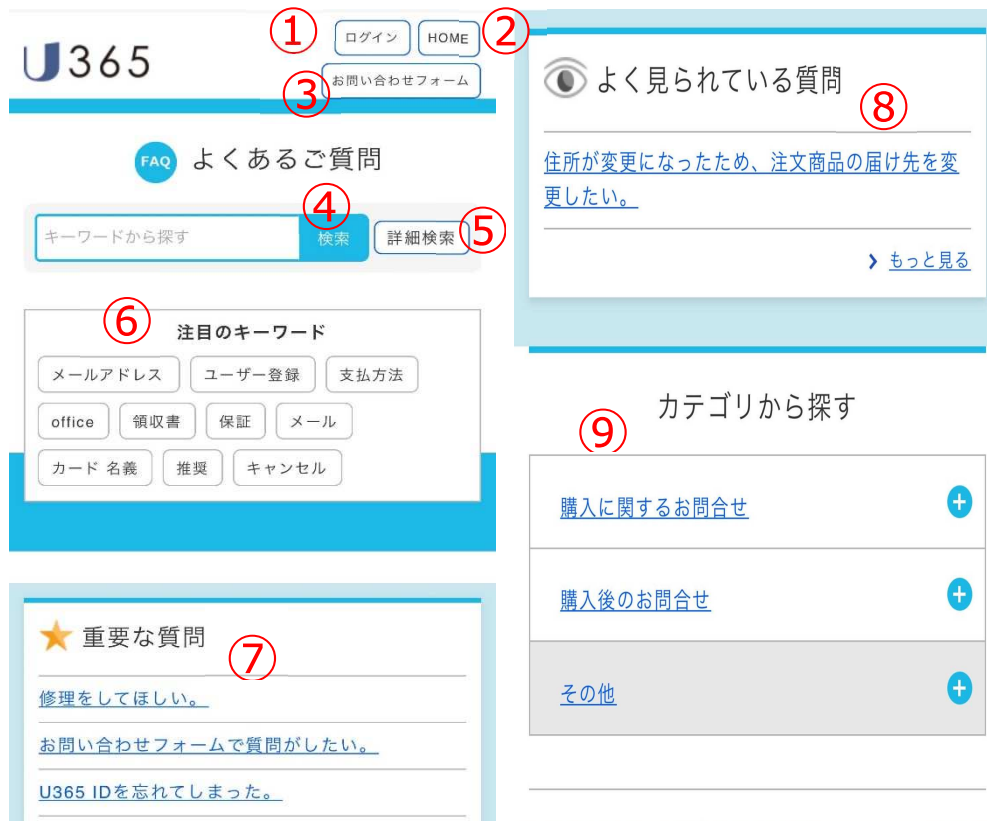 ① ログイン HOME ②
U365
③ お問い合わせフォーム
FAQ よくあるご質問
④
キーワードから探す 検索 詳細検索 ⑤
⑥ 注目のキーワード
メールアドレス ユーザー登録 支払方法
office 領収書 保証 メール
カード 名義 推奨 キャンセル
重要な質問 ⑦
修理をしてほしい。
お問い合わせフォームで質問がしたい。
U365 IDを忘れてしまった。
よく見られている質問 ⑧
住所が変更になったため、注文商品の届け先を変
更したい。
もっと見る
カテゴリから探す
⑨
購入に関するお問合せ
購入後のお問合せ
その他